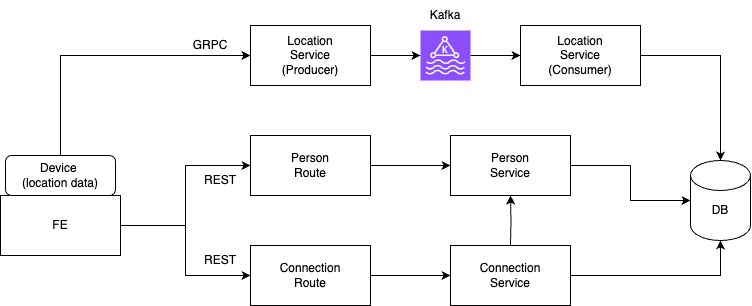 Kafka
GRPC
Location
Service
(Producer)
K
Location
Service
(Consumer)
Device
(location data)
FE
REST
Person
Route
Person
Service
DB
REST
Connection
Route
Connection
Service